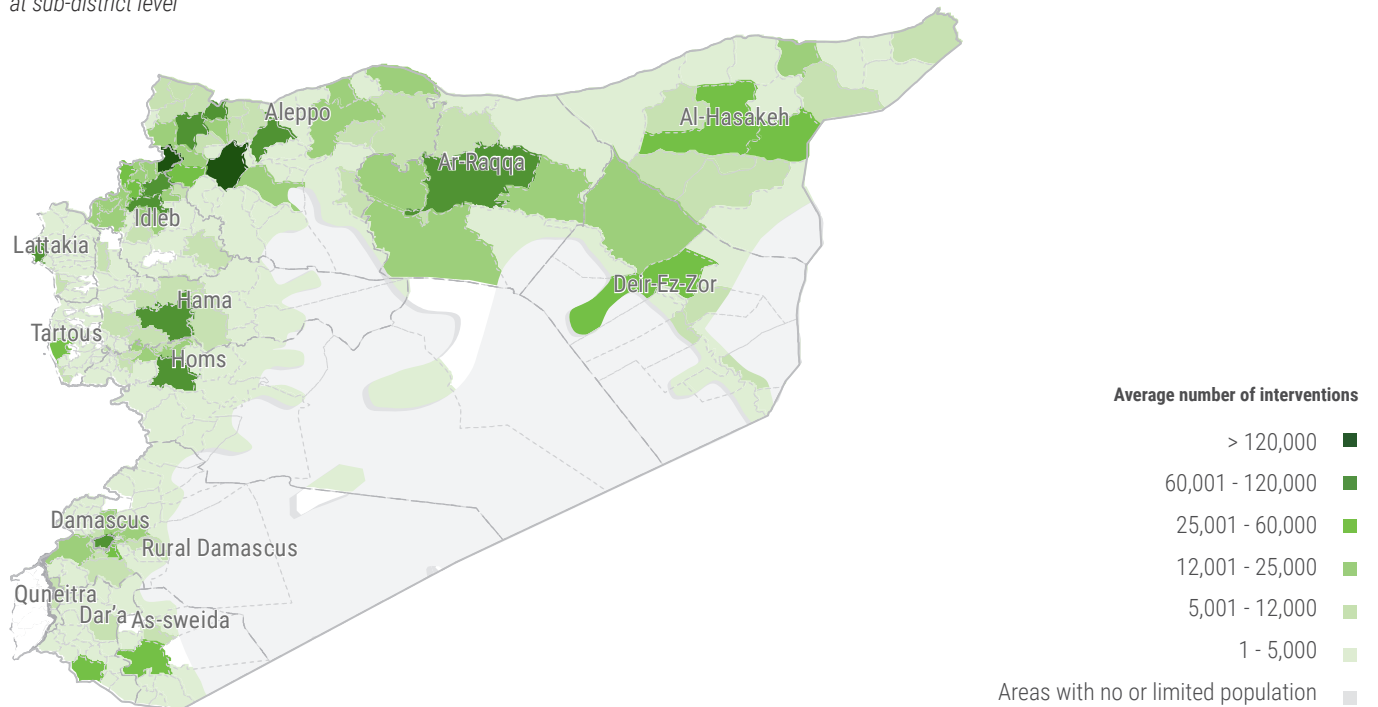 at sub-district level
Aleppo
Al-Hasakeh
Ar-Raqqa
Idleb
Lattakia
Deir-Ez-Zor
Hama
Tartous
Homs
Average number of interventions
> 120,000
60,001 - 120,000
25,001 - 60,000
12,001 - 25,000
5,001 - 12,000
1 - 5,000
Areas with no or limited population
Damascus
Rural Damascus
Quneitra
Dar'a
As-sweida